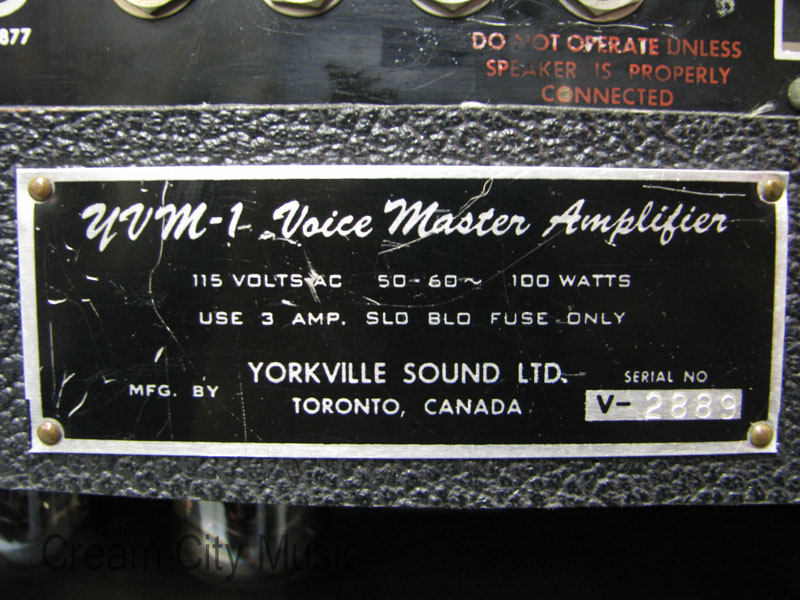 877
DO NOT OPERATE UNLESS
SPEAKER IS PROPERLY
CONNECTED
YVM-1 Voice Master Amplifier
115 VOLTS AC 50-60~ 100 WATTS
USE 3 AMP. SLO BLO FUSE ONLY
MFG. BY YORKVILLE SOUND LTD.
TORONTO, CANADA
SERIAL NO
V-2889
Cream City Music